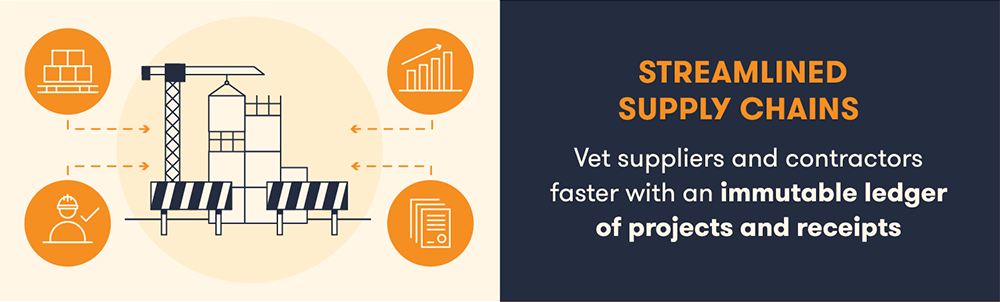 STREAMLINED
SUPPLY CHAINS
Vet suppliers and contractors
faster with an immutable ledger
of projects and receipts